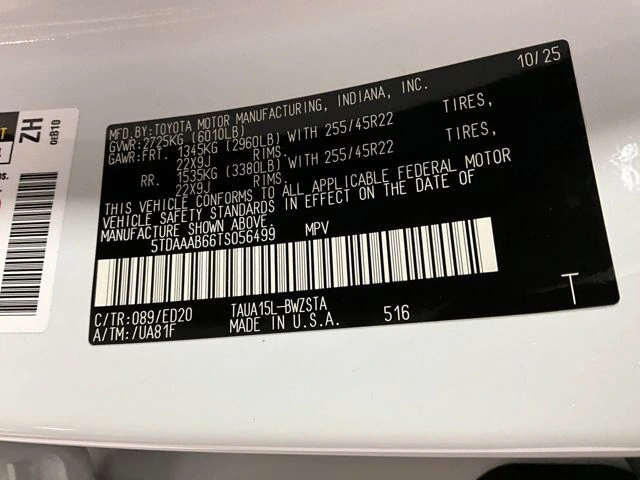 10/25
MFD.BY:TOYOTA MOTOR MANUFACTURING, INDIANA, INC.
GVWR:2725KG (6010LB)
GAWR:FRT. 1345KG (2960LB) WITH 255/45R22 TIRES,
22X9J RIMS.
RR. 1535KG (3380LB) WITH 255/45R22 TIRES,
22X9J RIMS.
THIS VEHICLE CONFORMS TO ALL APPLICABLE FEDERAL MOTOR
VEHICLE SAFETY STANDARDS IN EFFECT ON THE DATE OF
MANUFACTURE SHOWN ABOVE.
5TDAAAB66TS056499 MPV
C/TR:089/ED20 TAUA15L-BWZSTA
A/TM:/UA81F MADE IN U.S.A. 516
T
ZH